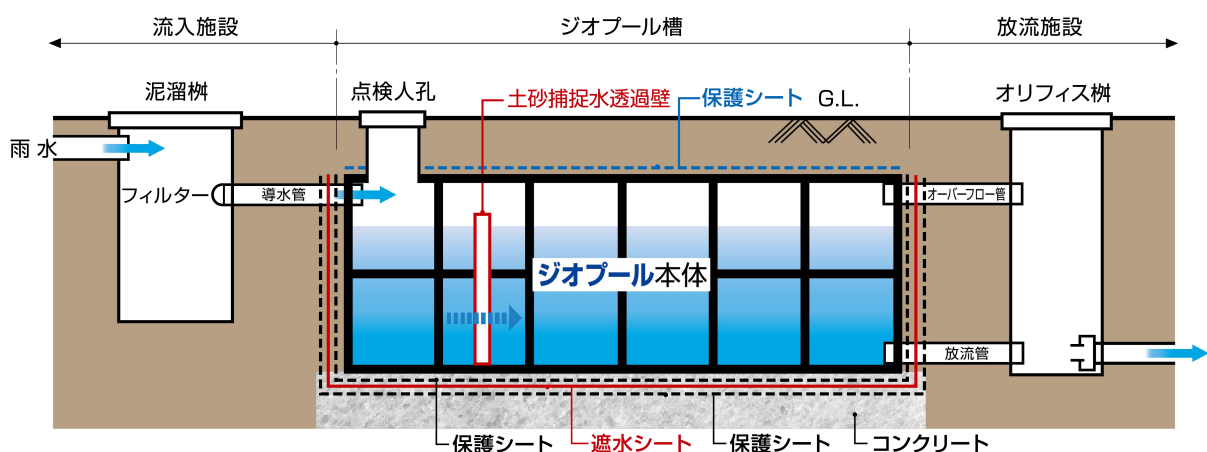 流入施設
ジオプール槽
放流施設
泥溜桝
点検人孔
土砂捕捉水透過壁
保護シート
G.L.
オリフィス桝
雨水
フィルター
導水管
オーバーフロー管
ジオプール本体
放流管
保護シート
遮水シート
保護シート
コンクリート